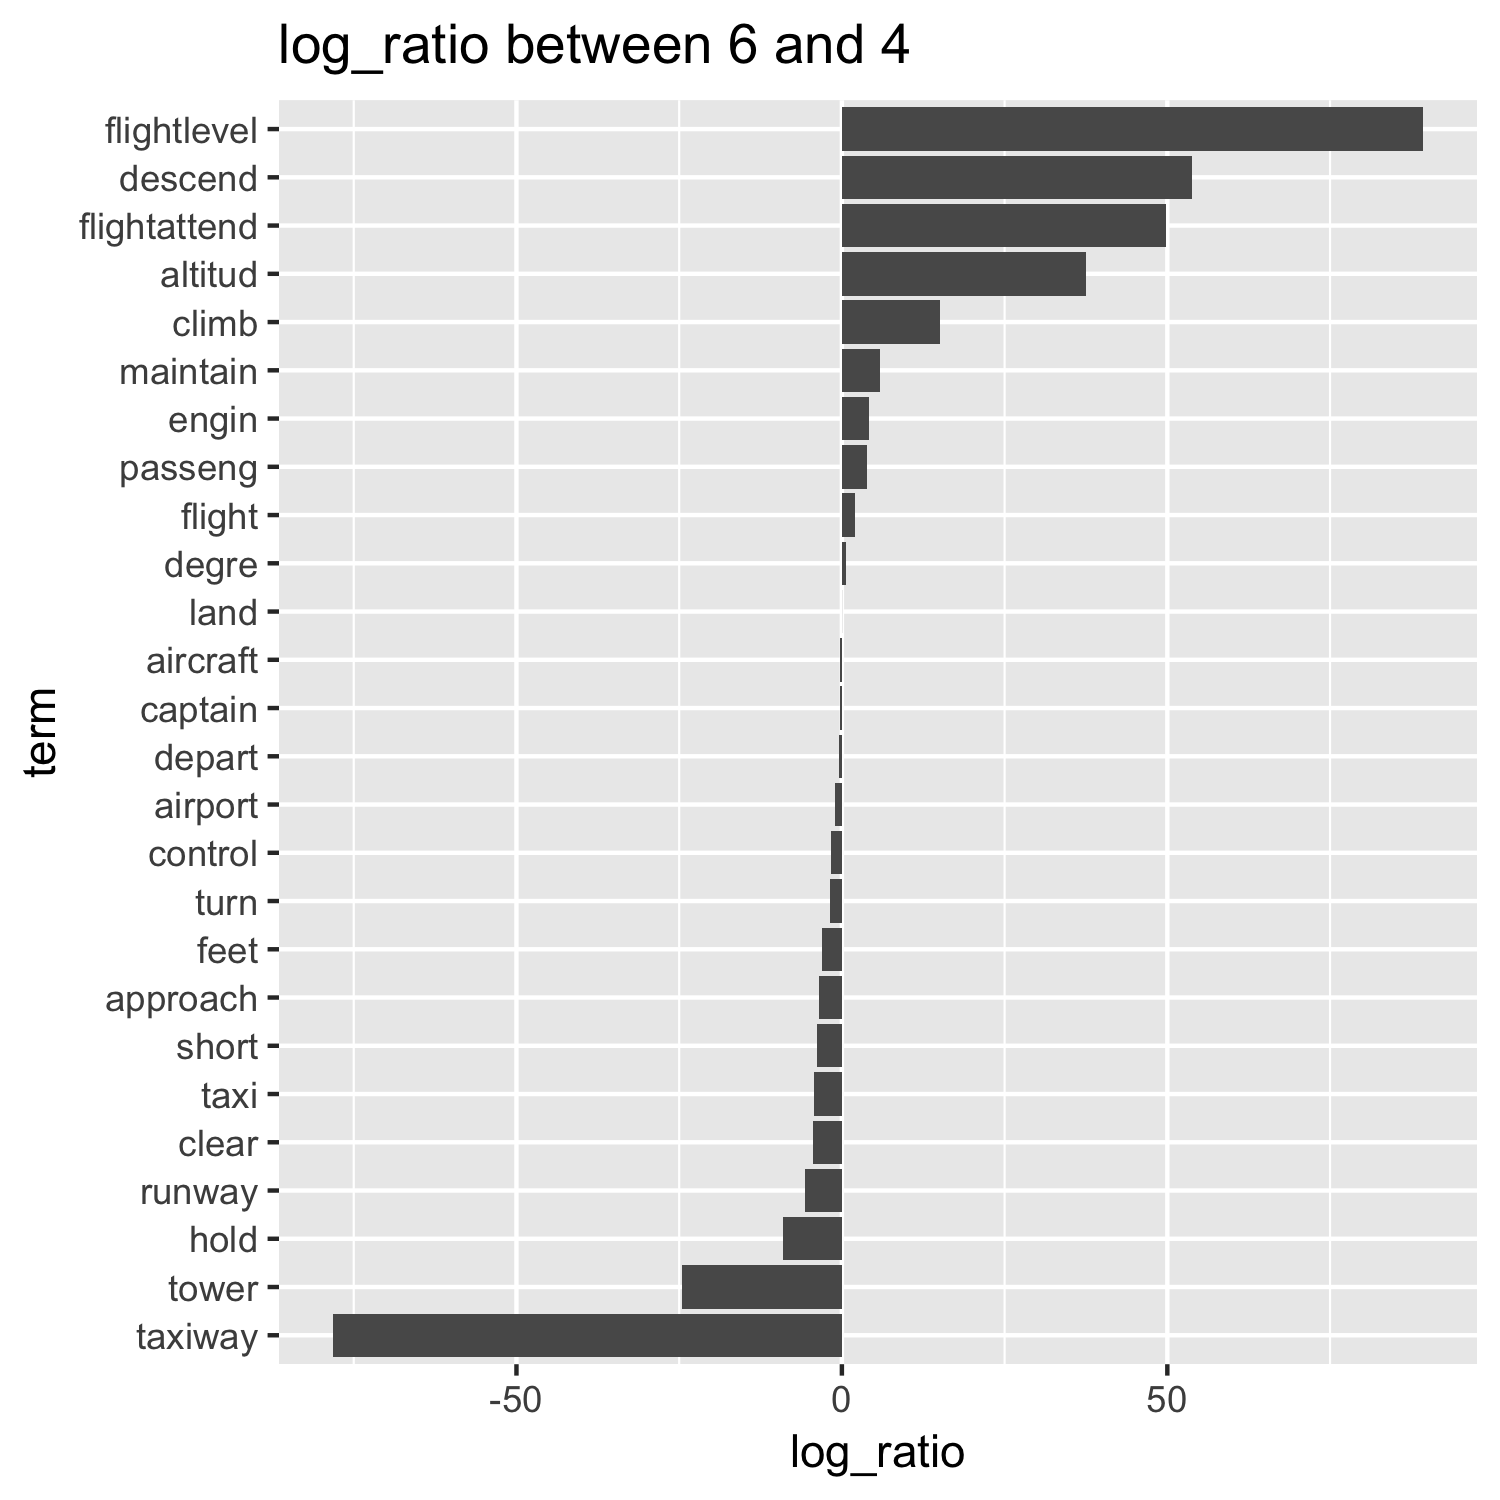 log_ratio between 6 and 4
flightlevel
descend
flightattend
altitud
climb
maintain
engin
passeng
flight
degre
land
aircraft
captain
depart
airport
control
turn
feet
approach
short
taxi
clear
runway
hold
tower
taxiway
term
-50 0 50
log_ratio